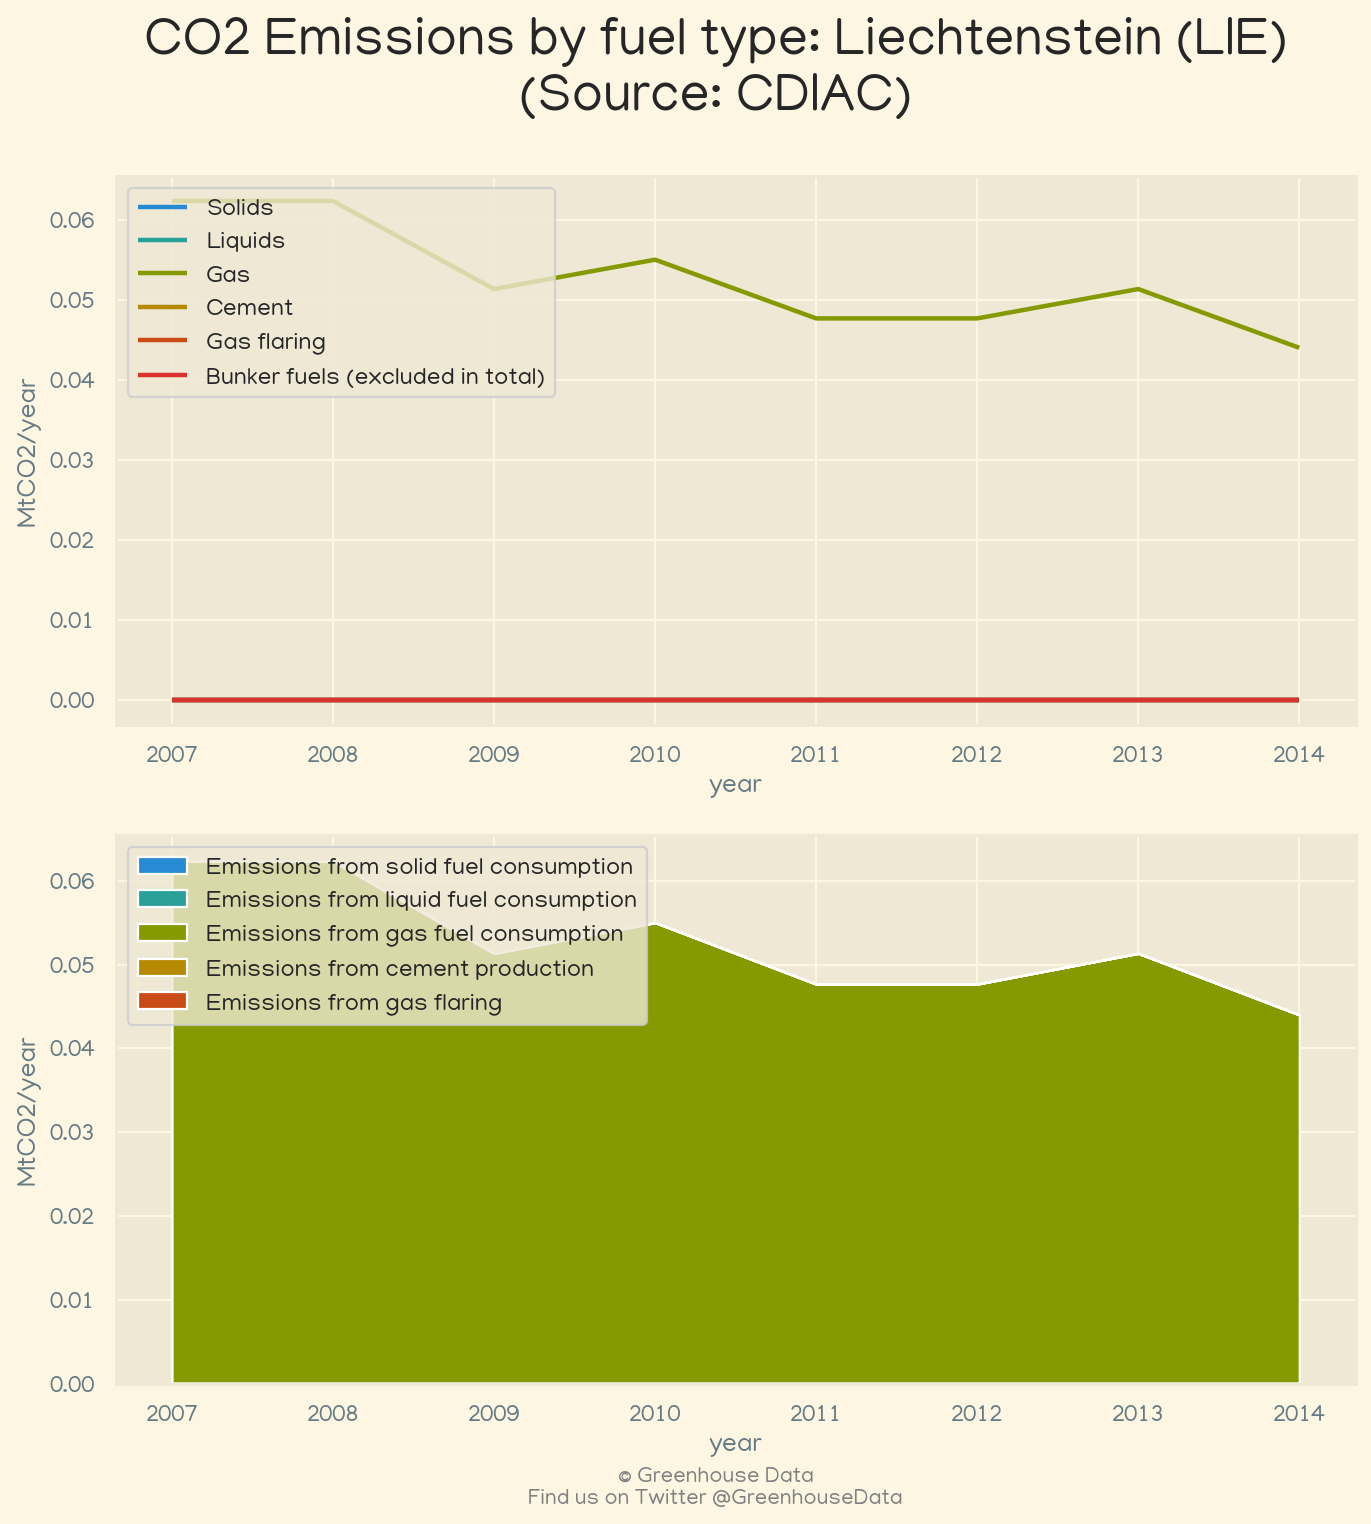 CO2 Emissions by fuel type: Liechtenstein (LIE)
(Source: CDIAC)
Solids
Liquids
Gas
Cement
Gas flaring
Bunker fuels (excluded in total)
0.06
0.05
0.04
0.03
0.02
0.01
0.00
MtCO2/year
2007 2008 2009 2010 2011 2012 2013 2014
year
Emissions from solid fuel consumption
Emissions from liquid fuel consumption
Emissions from gas fuel consumption
Emissions from cement production
Emissions from gas flaring
0.06
0.05
0.04
0.03
0.02
0.01
0.00
MtCO2/year
2007 2008 2009 2010 2011 2012 2013 2014
year
© Greenhouse Data
Find us on Twitter @GreenhouseData